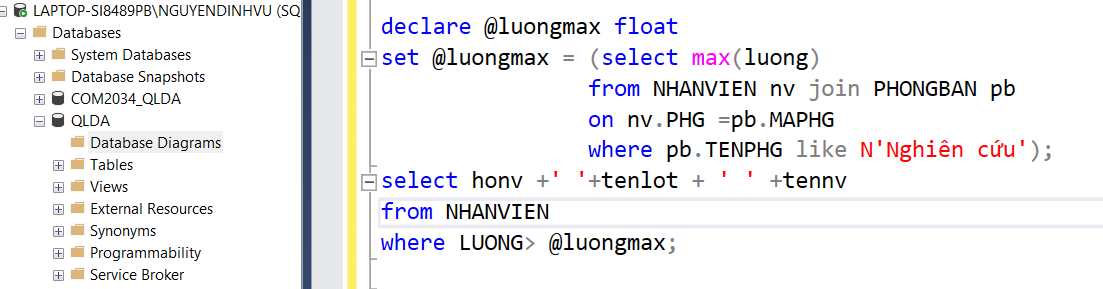 LAPTOP-SI8489PB\NGUYENDINHVU (SQ
Databases
System Databases
Database Snapshots
COM2034_QLDA
QLDA
Database Diagrams
Tables
Views
External Resources
Synonyms
Programmability
Service Broker
declare @luongmax float
set @luongmax = (select max(luong)
from NHANVIEN nv join PHONGBAN pb
on nv.PHG =pb.MAPHG
where pb.TENPHG like N'Nghiên cứu');
select honv +' '+tenlot + ' ' +tennv
from NHANVIEN
where LUONG> @luongmax;